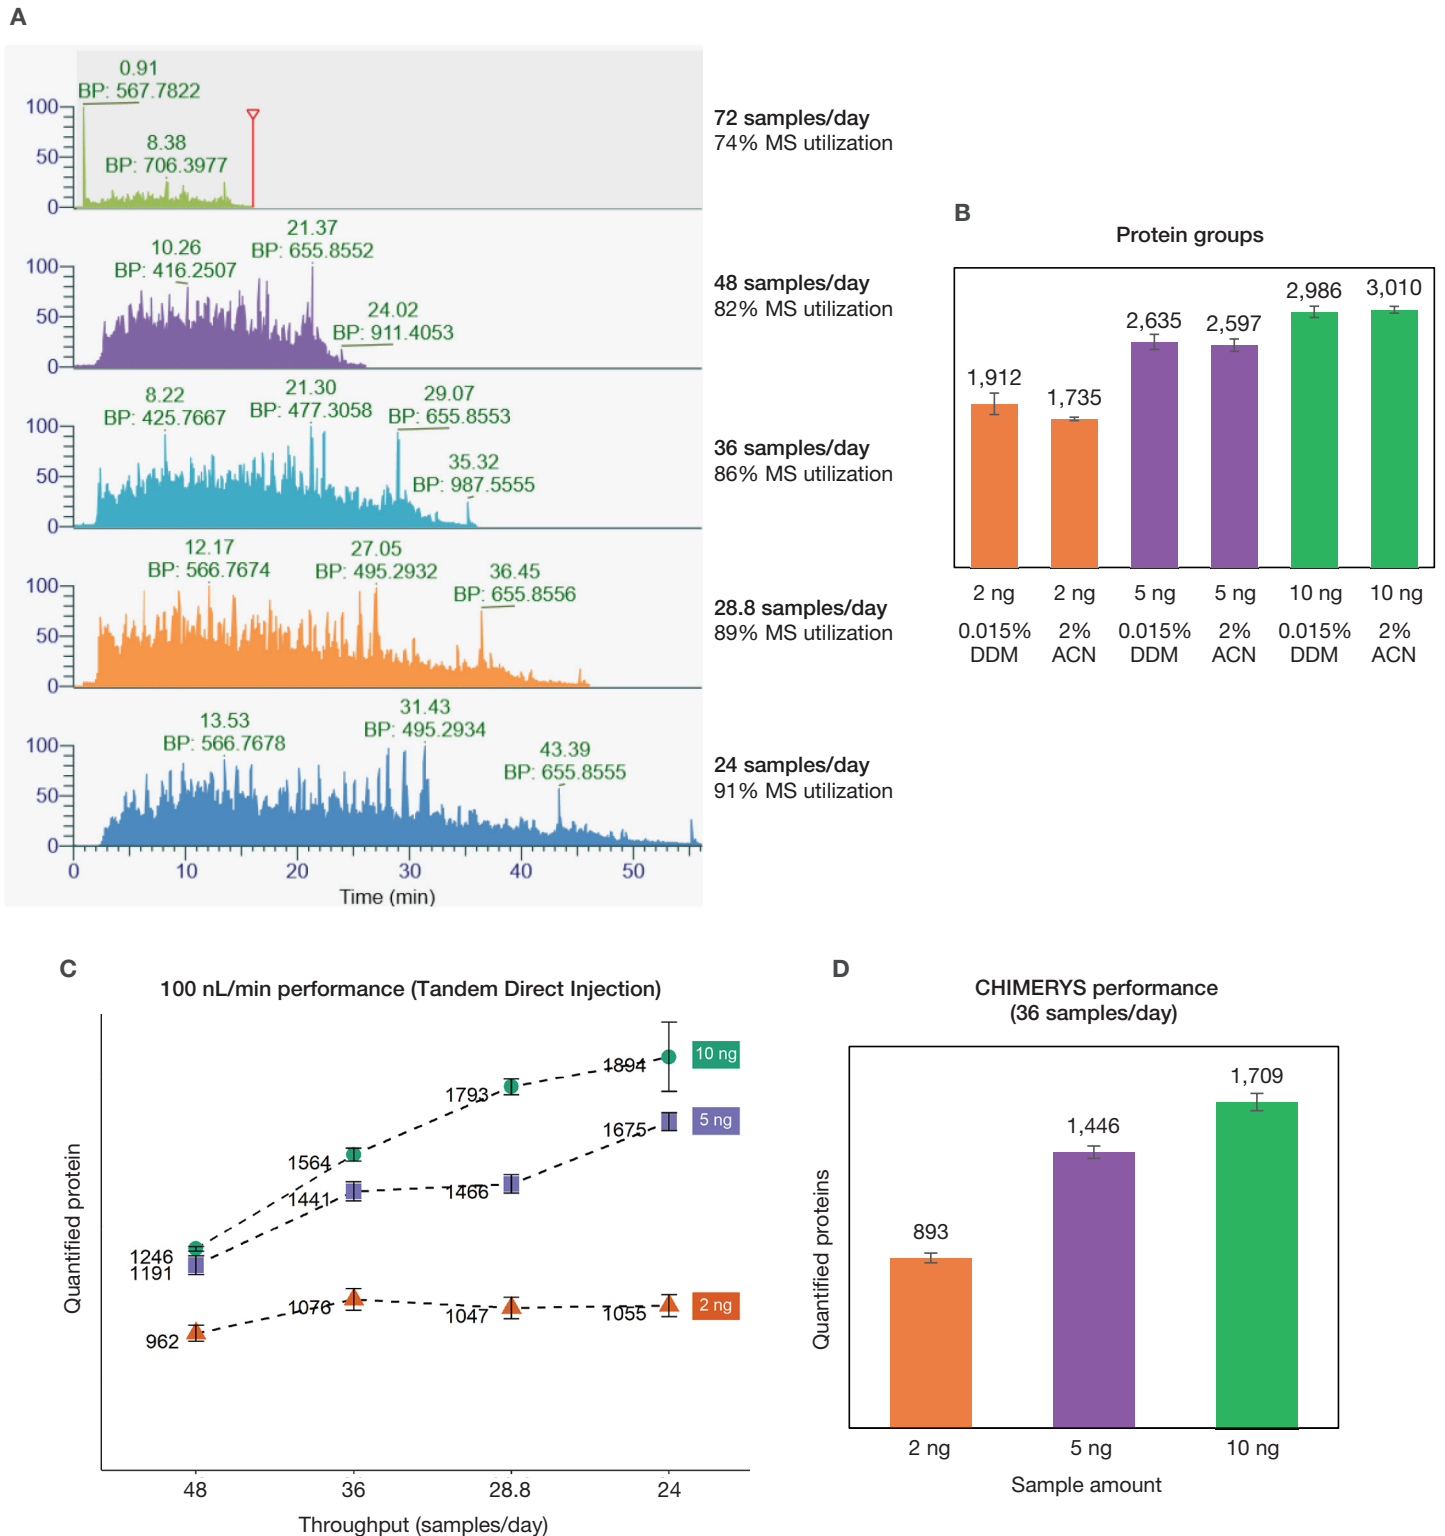 A
0.91
BP: 567.7822
8.38
BP: 706.3977
100
50
0
72 samples/day
74% MS utilization
10.26
BP: 416.2507
21.37
BP: 655.8552
24.02
BP: 911.4053
100
50
0
48 samples/day
82% MS utilization
8.22
BP: 425.7667
21.30
BP: 477.3058
29.07
BP: 655.8553
35.32
BP: 987.5555
100
50
0
36 samples/day
86% MS utilization
12.17
BP: 566.7674
27.05
BP: 495.2932
36.45
BP: 655.8556
100
50
0
28.8 samples/day
89% MS utilization
13.53
BP: 566.7678
31.43
BP: 495.2934
43.39
BP: 655.8555
100
50
0
24 samples/day
91% MS utilization
0 10 20 30 40 50
Time (min)
B
Protein groups
1,912
1,735
2,635
2,597
2,986
3,010
2 ng 2 ng 5 ng 5 ng 10 ng 10 ng
0.015% 2% 0.015% 2% 0.015% 2%
DDM ACN DDM ACN DDM ACN
C
100 nL/min performance (Tandem Direct Injection)
Quantified protein
1246
1564
1793
1894
10 ng
1191
1441
1466
1675
5 ng
962
1076
1047
1055
2 ng
48 36 28.8 24
Throughput (samples/day)
D
CHIMERYS performance
(36 samples/day)
Quantified proteins
893
1,446
1,709
2 ng 5 ng 10 ng
Sample amount